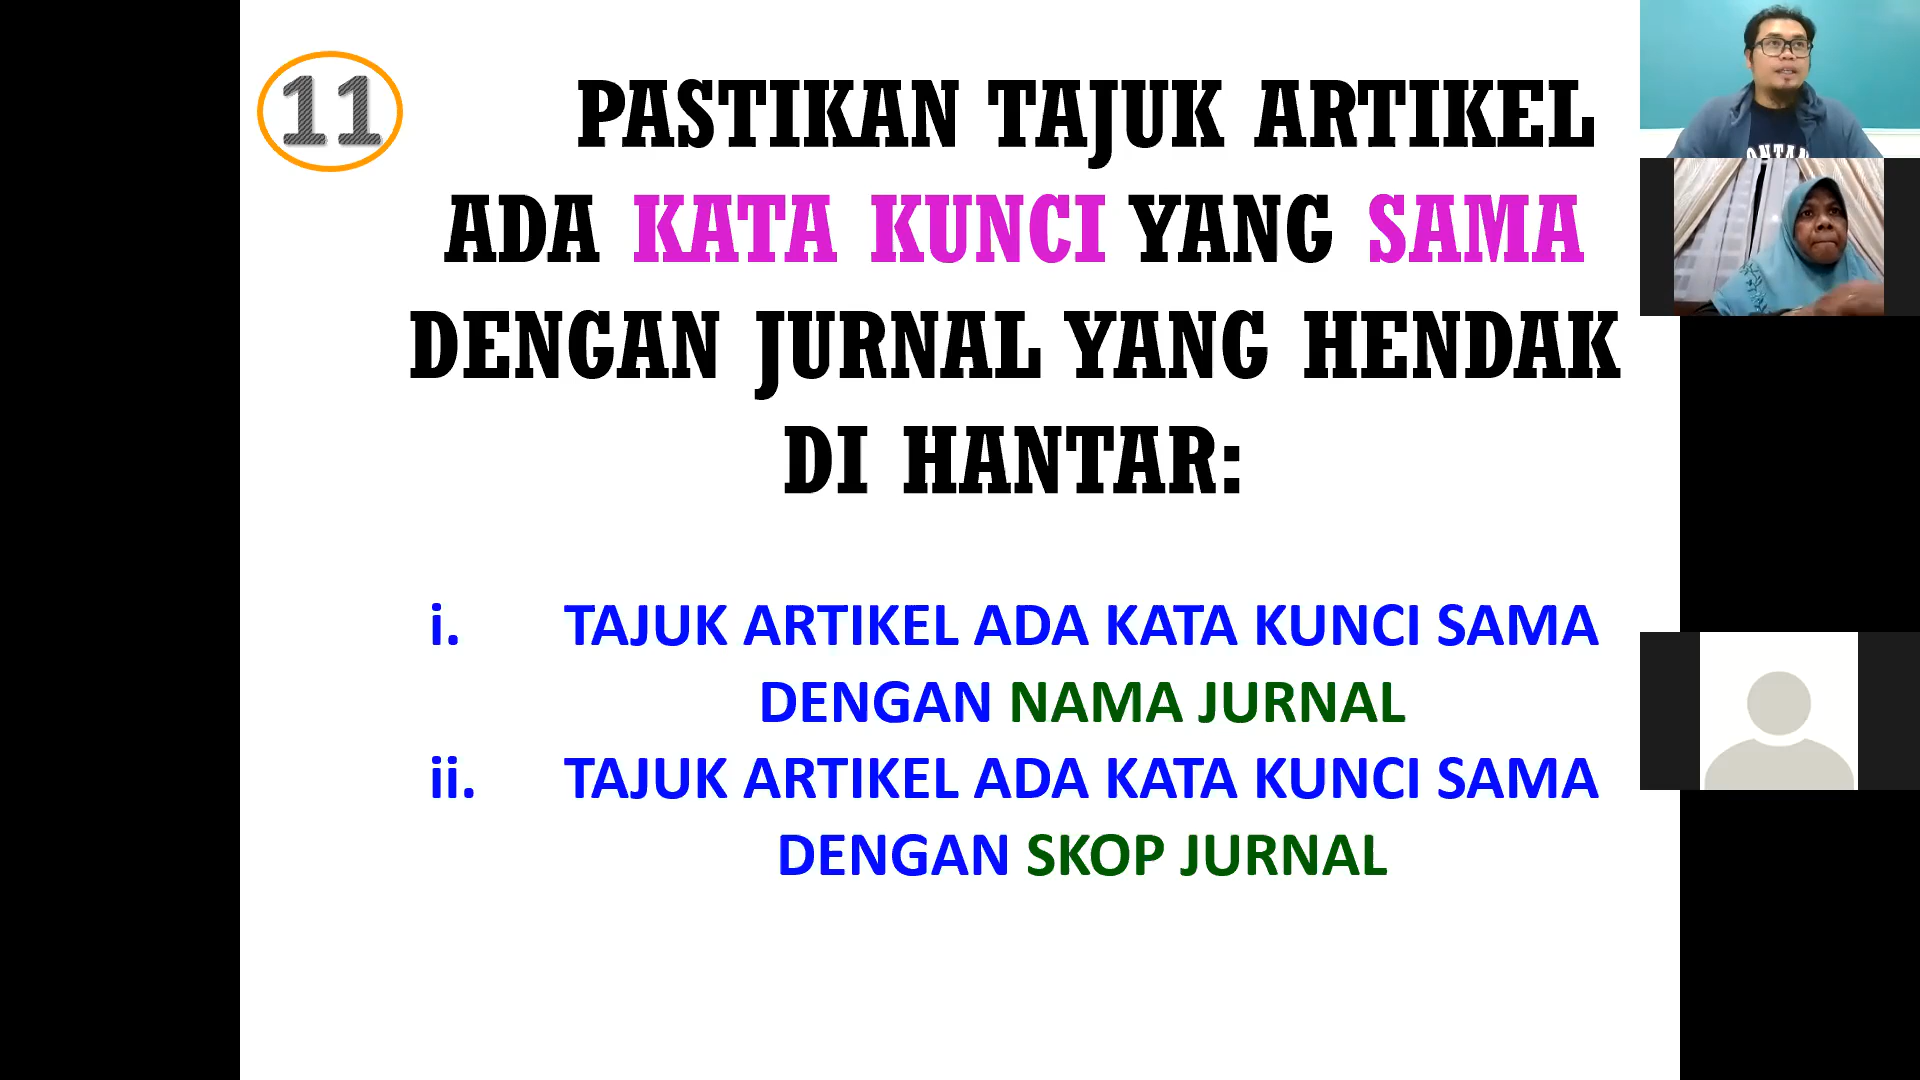 11
PASTIKAN TAJUK ARTIKEL
ADA KATA KUNCI YANG SAMA
DENGAN JURNAL YANG HENDAK
DI HANTAR:
i. TAJUK ARTIKEL ADA KATA KUNCI SAMA
DENGAN NAMA JURNAL
ii. TAJUK ARTIKEL ADA KATA KUNCI SAMA
DENGAN SKOP JURNAL